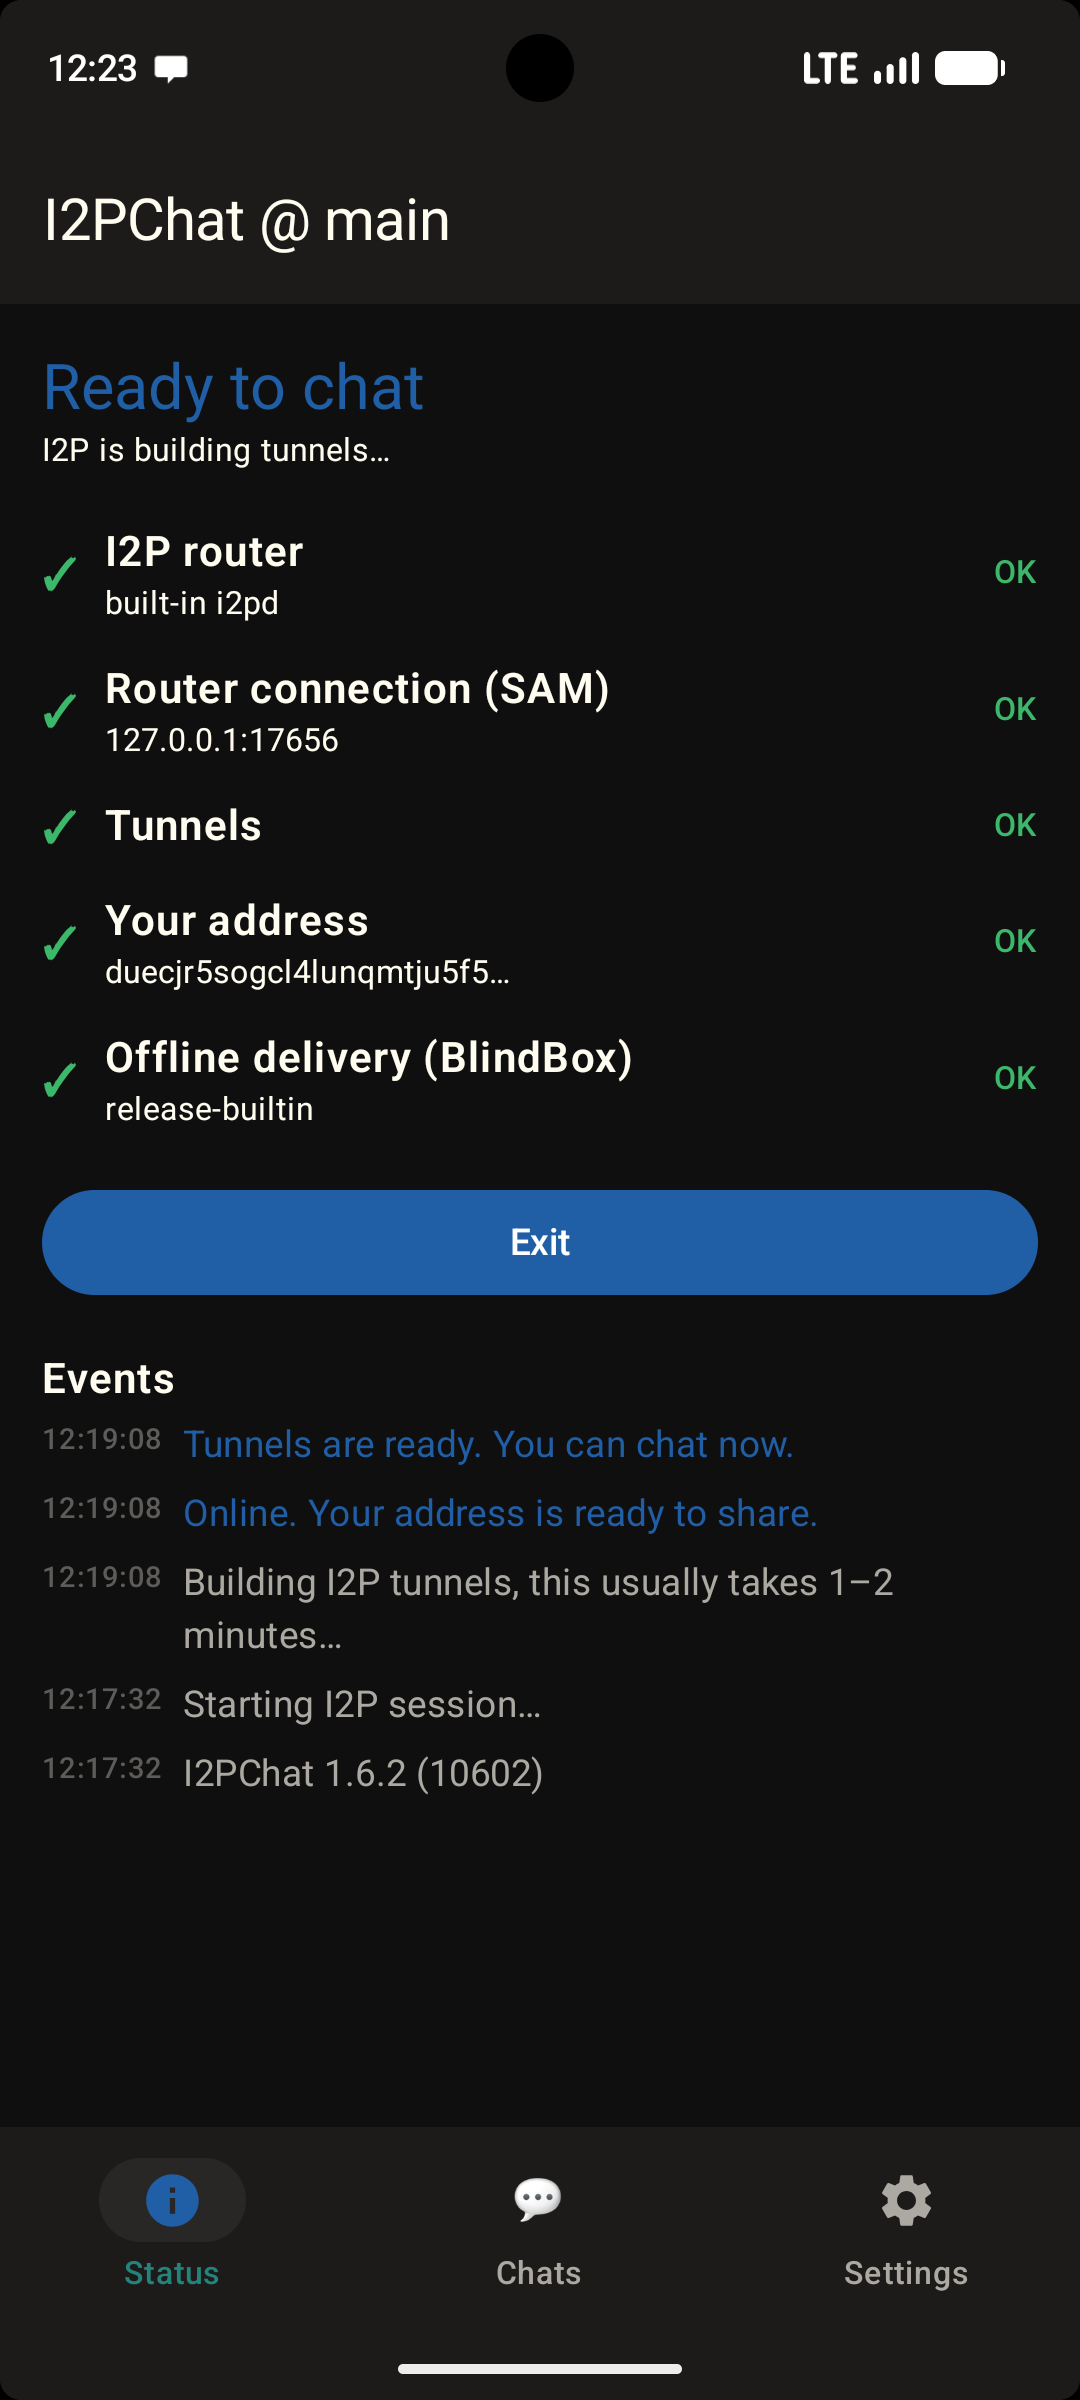 12:23
LTE
I2PChat @ main
Ready to chat
I2P is building tunnels…
I2P router
built-in i2pd
OK
Router connection (SAM)
127.0.0.1:17656
OK
Tunnels
OK
Your address
duecjr5sogcl4lunqmtju5f5…
OK
Offline delivery (BlindBox)
release-builtin
OK
Exit
Events
12:19:08 Tunnels are ready. You can chat now.
12:19:08 Online. Your address is ready to share.
12:19:08 Building I2P tunnels, this usually takes 1–2
minutes…
12:17:32 Starting I2P session…
12:17:32 I2PChat 1.6.2 (10602)
Status
Chats
Settings